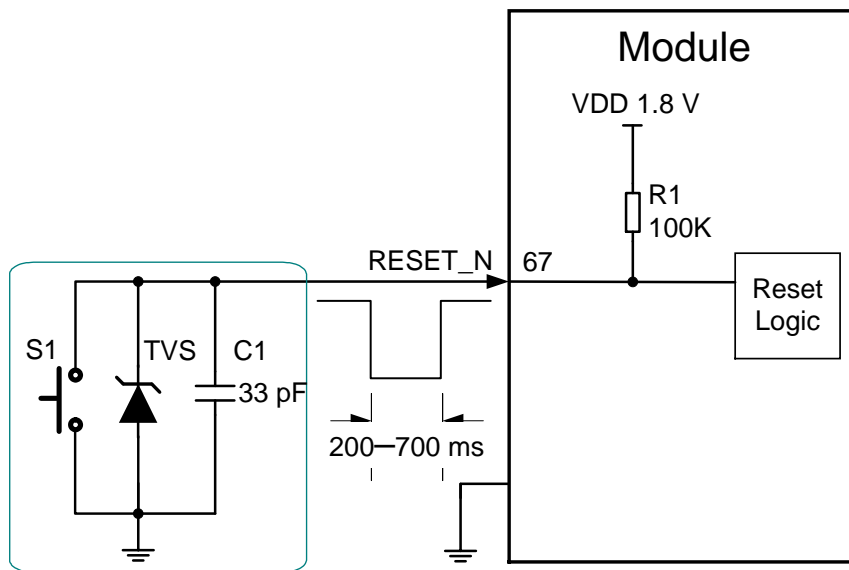 Module
VDD 1.8 V
R1
100K
RESET_N
67
Reset
Logic
S1
TVS
C1
33 pF
200–700 ms